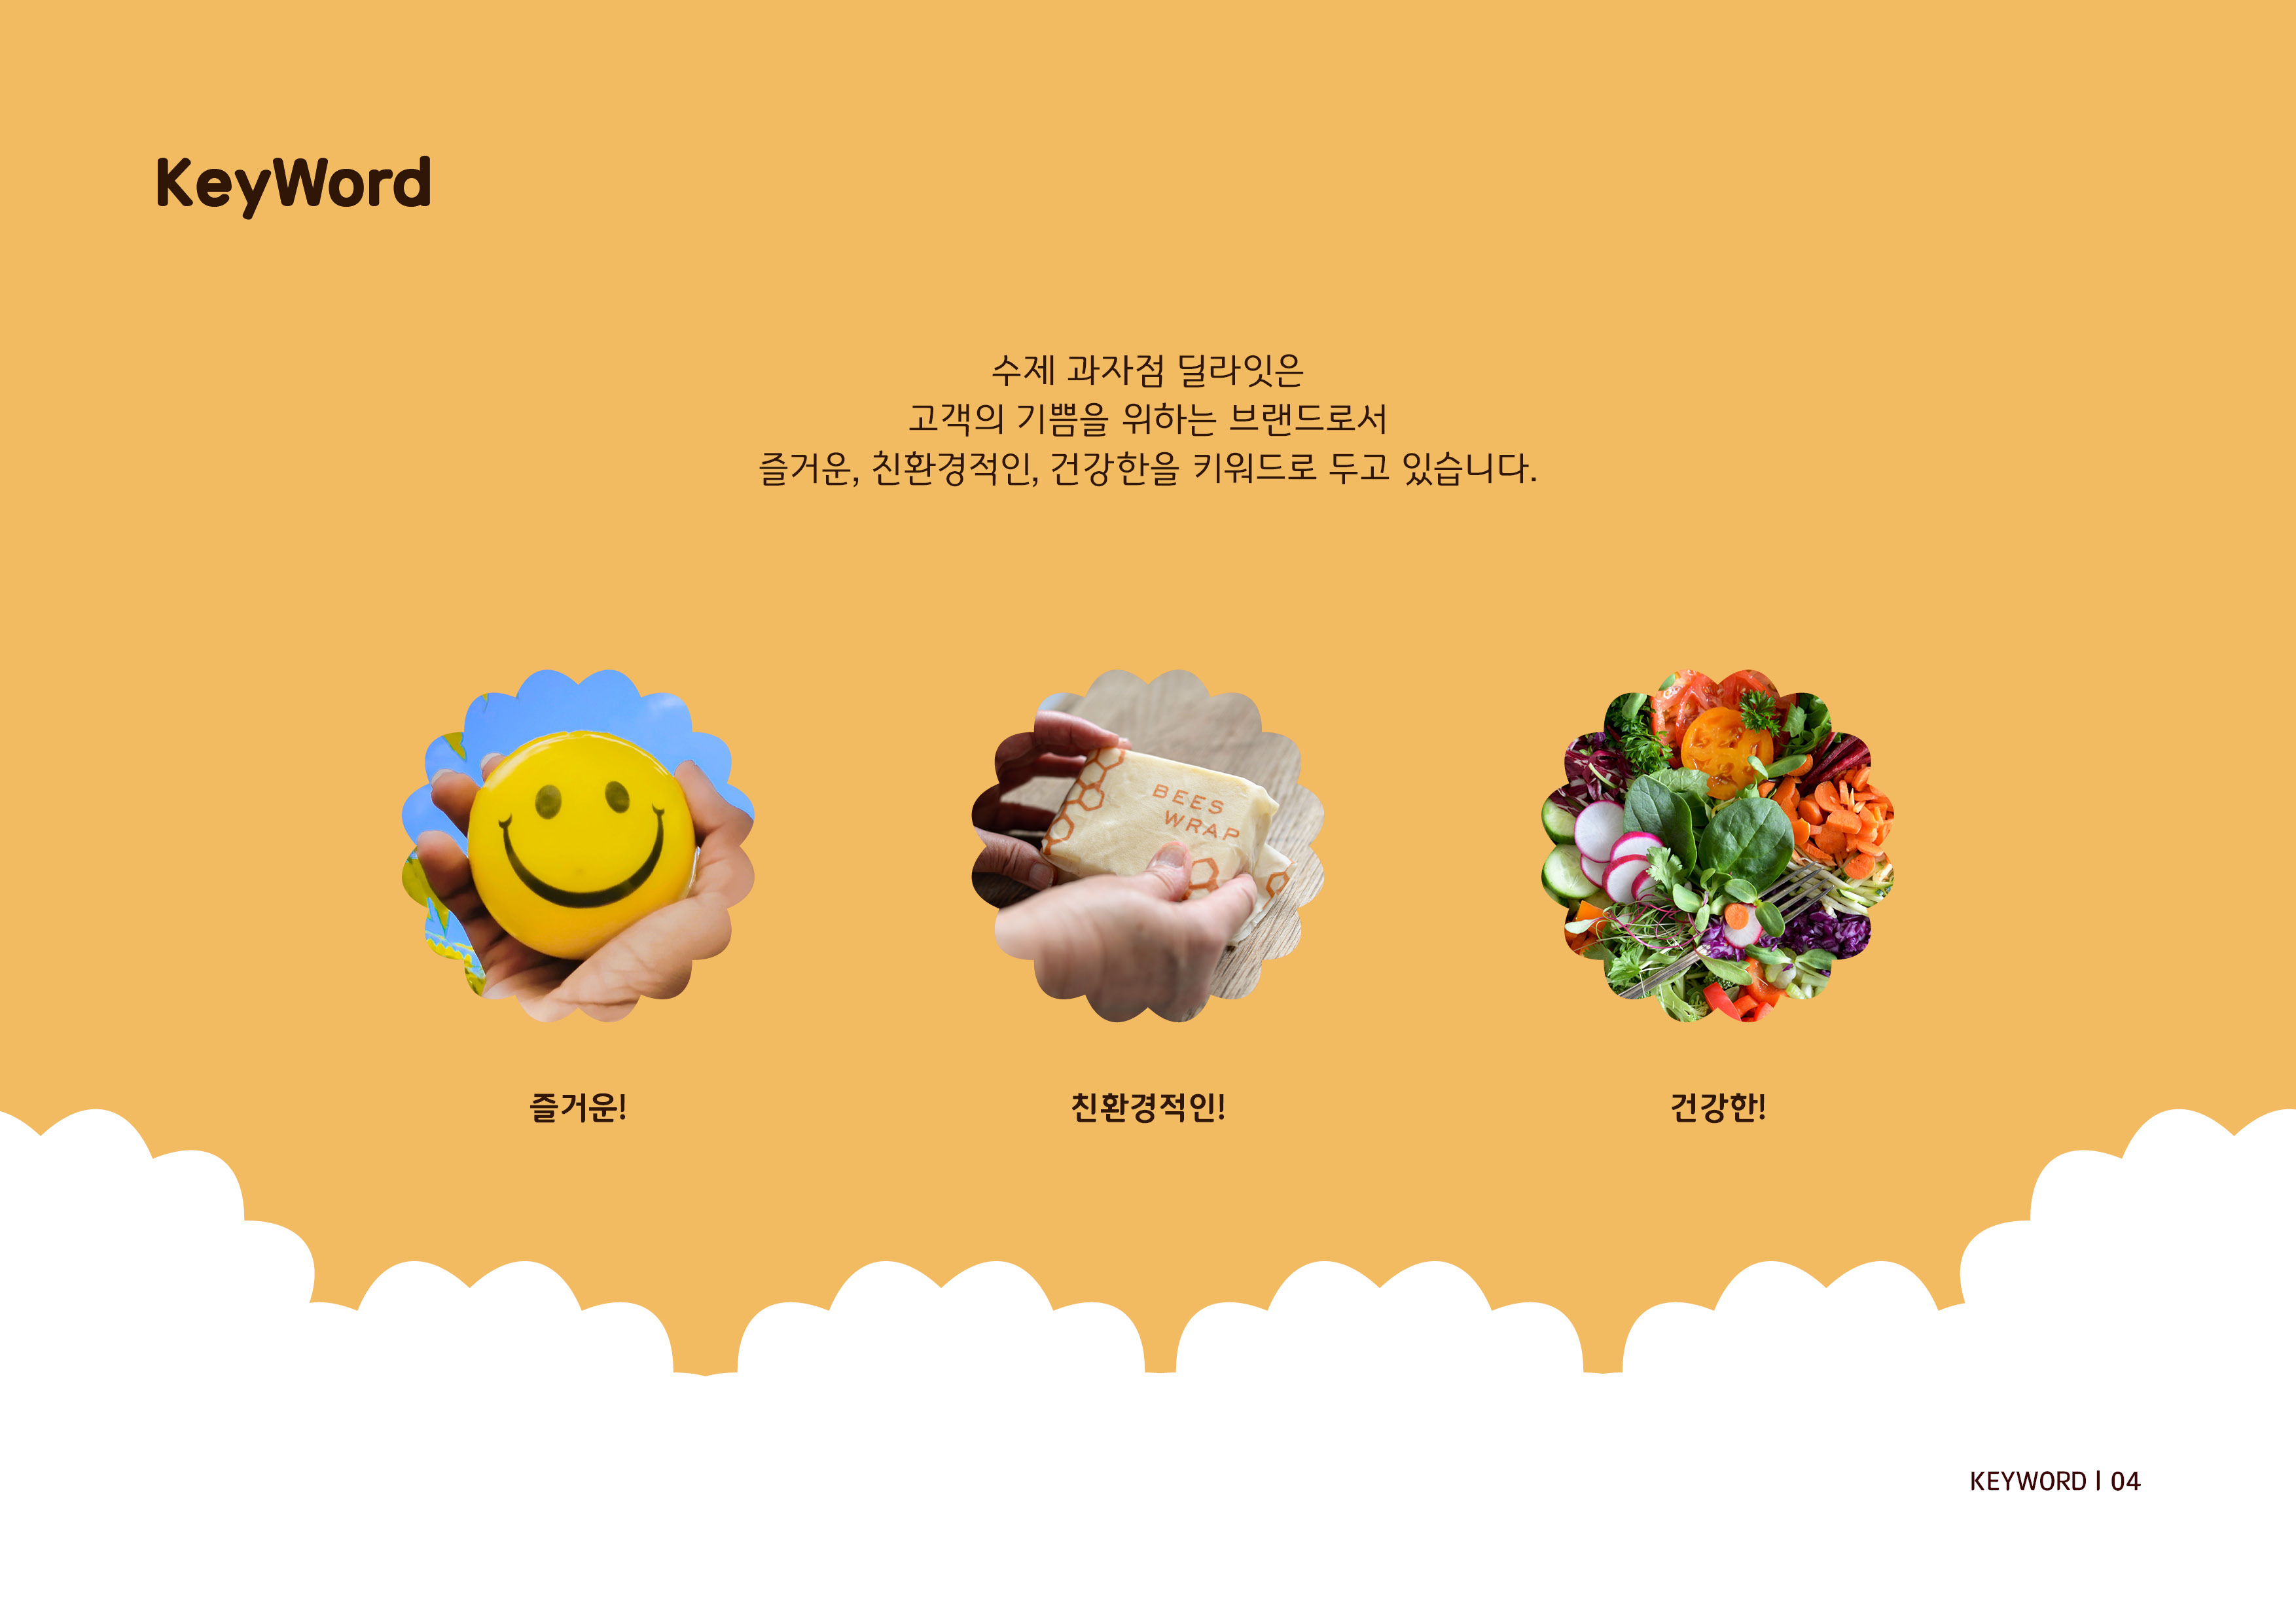 KeyWord
수제 과자점 딜라잇은
고객의 기쁨을 위하는 브랜드로서
즐거운, 친환경적인, 건강한을 키워드로 두고 있습니다.
BEES
WRAP
즐거운!
친환경적인!
건강한!
KEYWORD | 04